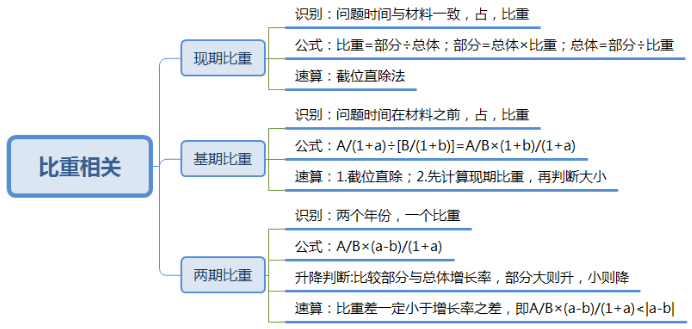 比重相关
现期比重
识别：问题时间与材料一致，占，比重
公式：比重=部分÷总体；部分=总体×比重；总体=部分÷比重
速算：截位直除法
基期比重
识别：问题时间在材料之前，占，比重
公式：A/(1+a)÷[B/(1+b)]=A/B×(1+b)/(1+a)
速算：1.截位直除；2.先计算现期比重，再判断大小
两期比重
识别：两个年份，一个比重
公式：A/B×(a-b)/(1+a)
升降判断:比较部分与总体增长率，部分大则升，小则降
速算：比重差一定小于增长率之差，即A/B×(a-b)/(1+a)<|a-b|